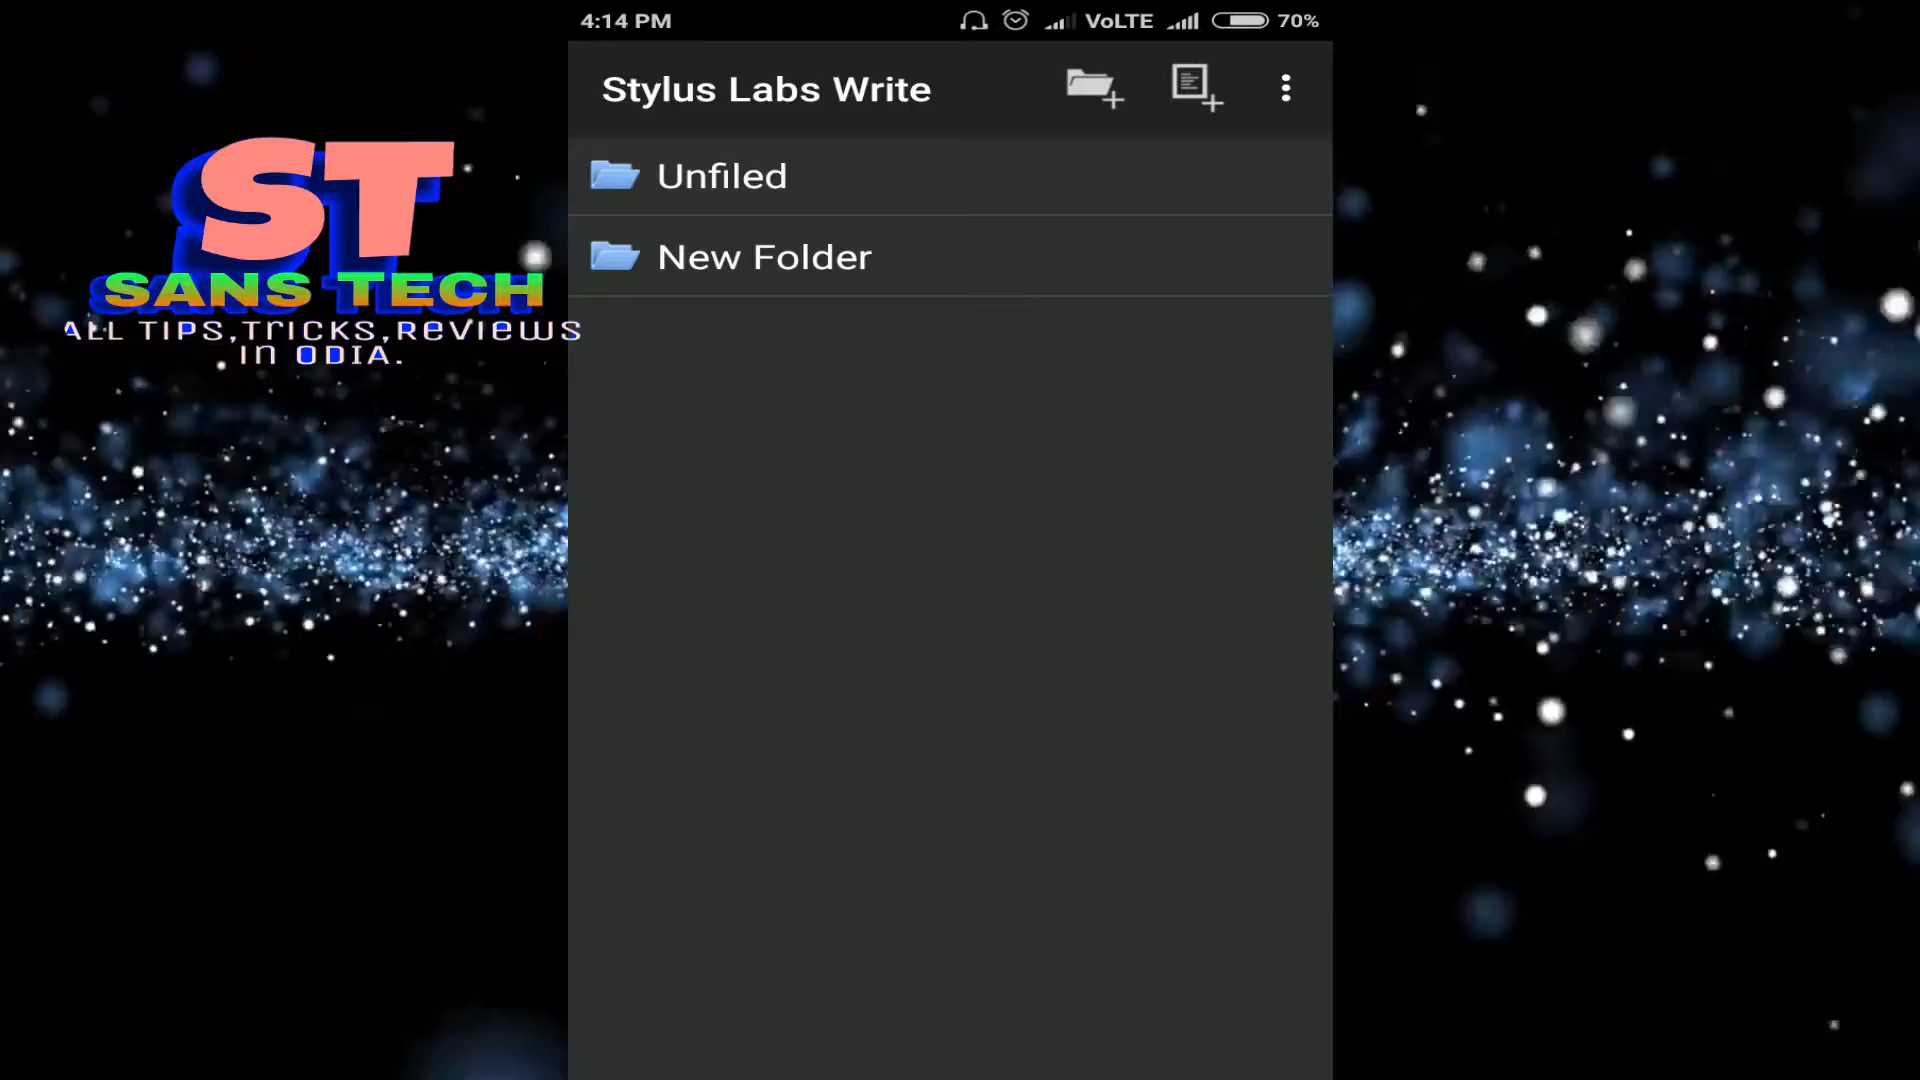 4:14 PM
VoLTE
70%
Stylus Labs Write
Unfiled
New Folder
ST
SANS TECH
ALL TIPS,TrICKS,REVIEWS
In ODIA.